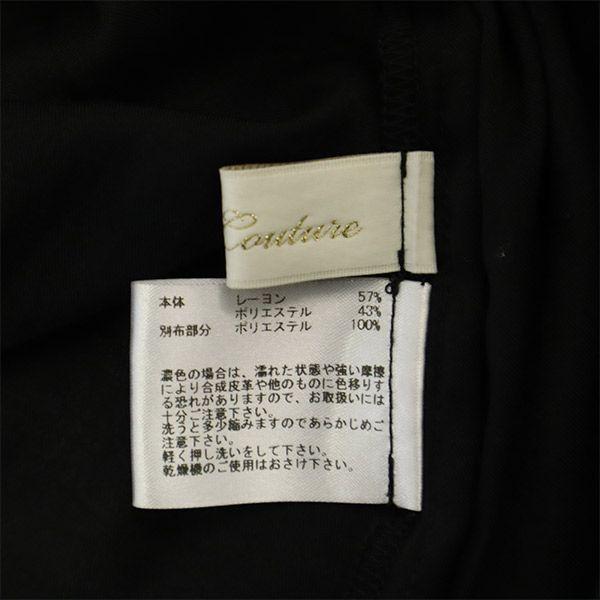 Couture
本体 レーヨン 57%
ポリエステル 43%
別布部分 ポリエステル 100%
濃色の場合は、濡れた状態や強い摩擦
により合成皮革や他のものに色移りす
る恐れがありますので、お取扱いには
十分ご注意下さい。
洗うと多少縮みますのであらかじめご
注意下さい。
軽く押し洗いをして下さい。
乾燥機のご使用はおさけ下さい。